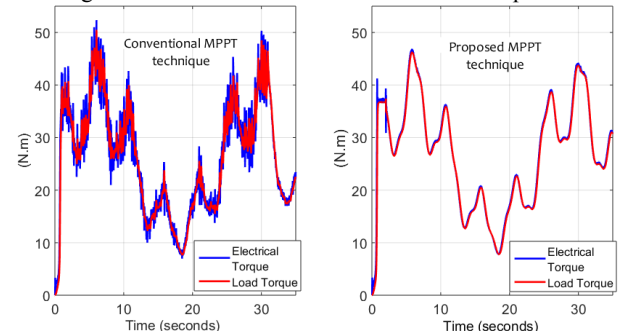 Conventional MPPT
technique
(N.m)
50
40
30
20
10
0
0
10
20
30
Time (seconds)
Electrical
Torque
Load Torque
Proposed MPPT
technique
(N.m)
50
40
30
20
10
0
0
10
20
30
Time (seconds)
Electrical
Torque
Load Torque